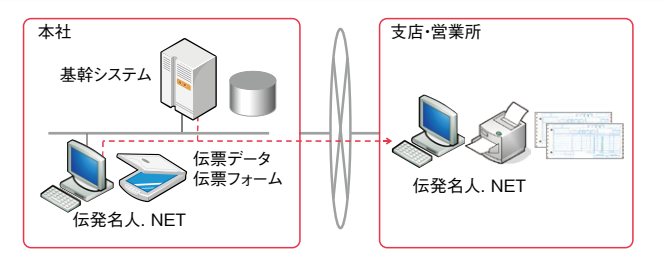 本社
基幹システム
伝票データ
伝票フォーム
伝発名人. NET
支店・営業所
伝発名人. NET